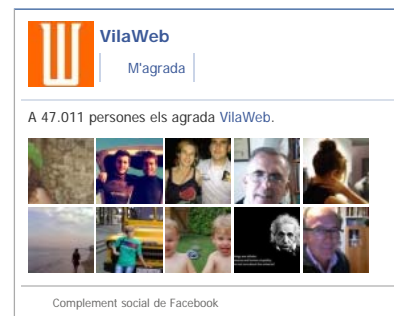 VilaWeb
M'agrada
A 47.011 persones els agrada VilaWeb.
Complement social de Facebook